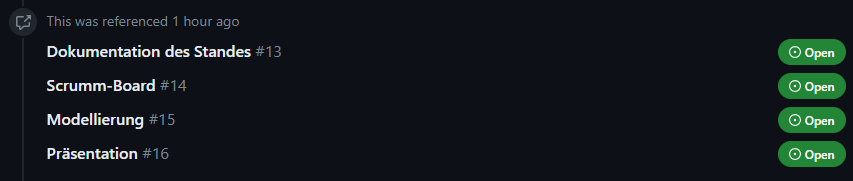 This was referenced 1 hour ago
Dokumentation des Standes #13 Open
Scrumm-Board #14 Open
Modellierung #15 Open
Präsentation #16 Open